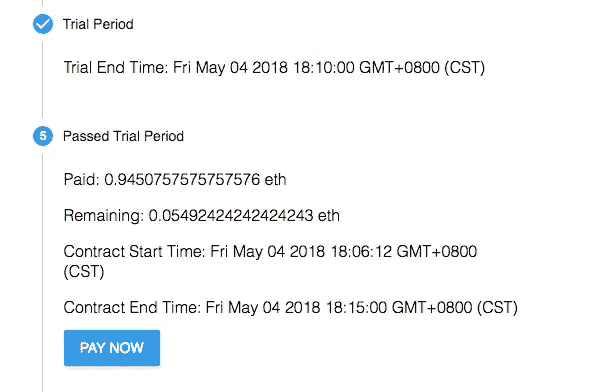 Trial Period
Trial End Time: Fri May 04 2018 18:10:00 GMT+0800 (CST)
5 Passed Trial Period
Paid: 0.9450757575757576 eth
Remaining: 0.05492424242424243 eth
Contract Start Time: Fri May 04 2018 18:06:12 GMT+0800
(CST)
Contract End Time: Fri May 04 2018 18:15:00 GMT+0800 (CST)
PAY NOW